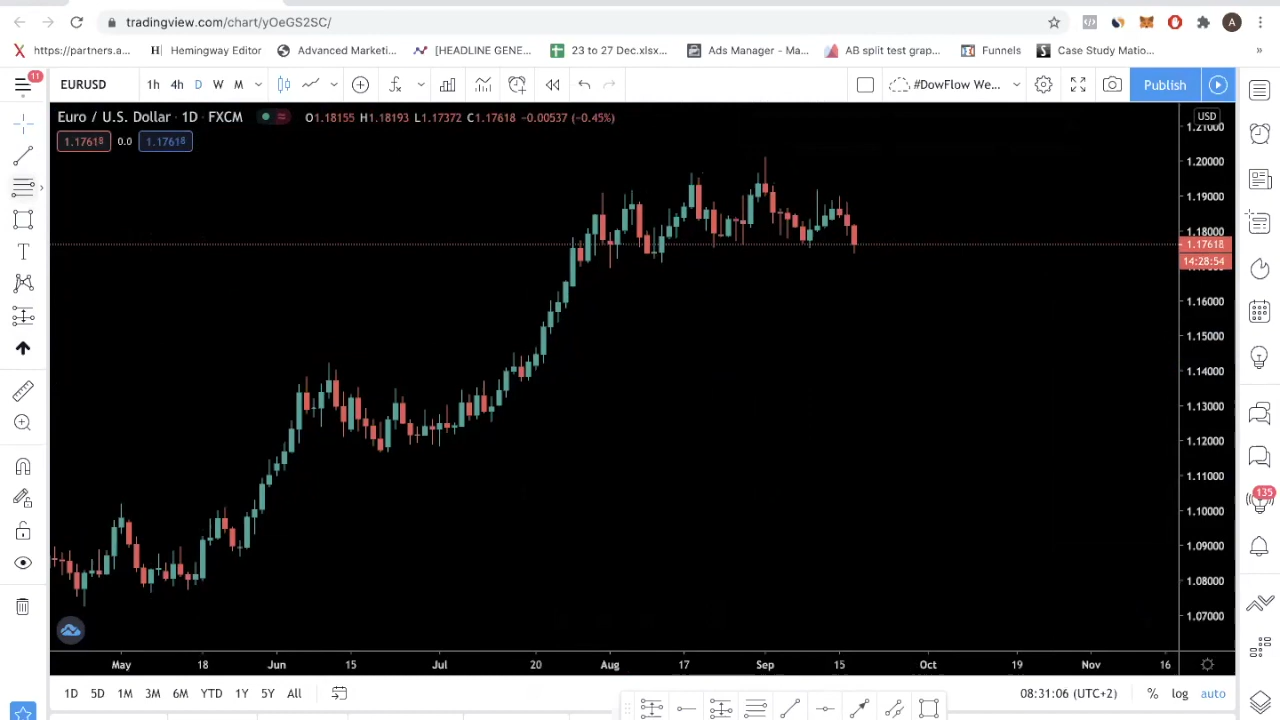 tradingview.com/chart/yOeGS2SC/
A
https://partners.a... Hemingway Editor Advanced Marketi... [HEADLINE GENE... 23 to 27 Dec.xlsx... Ads Manager - Ma... AB split test grap... Funnels Case Study Matio... »
11
EURUSD 1h 4h D W M #DowFlow We... Publish
Euro / U.S. Dollar · 1D · FXCM O1.18155 H1.18193 L1.17372 C1.17618 -0.00537 (-0.45%)
1.17618 0.0 1.17618
USD
1.21000
1.20000
1.19000
1.18000
1.17618
14:28:54
1.16000
1.15000
1.14000
1.13000
1.12000
1.11000
1.10000
1.09000
1.08000
1.07000
135
May 18 Jun 15 Jul 20 Aug 17 Sep 15 Oct 19 Nov 16
1D 5D 1M 3M 6M YTD 1Y 5Y All 08:31:06 (UTC+2) % log auto